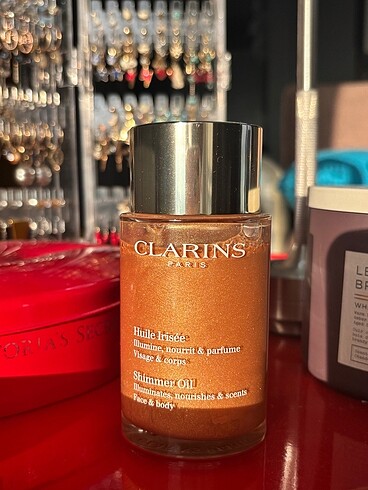 CLARINS
PARIS
Huile Irisée
Illumine, nourrit & parfume
Visage & corps
Shimmer Oil
Illuminates, nourishes & scents
Face & body